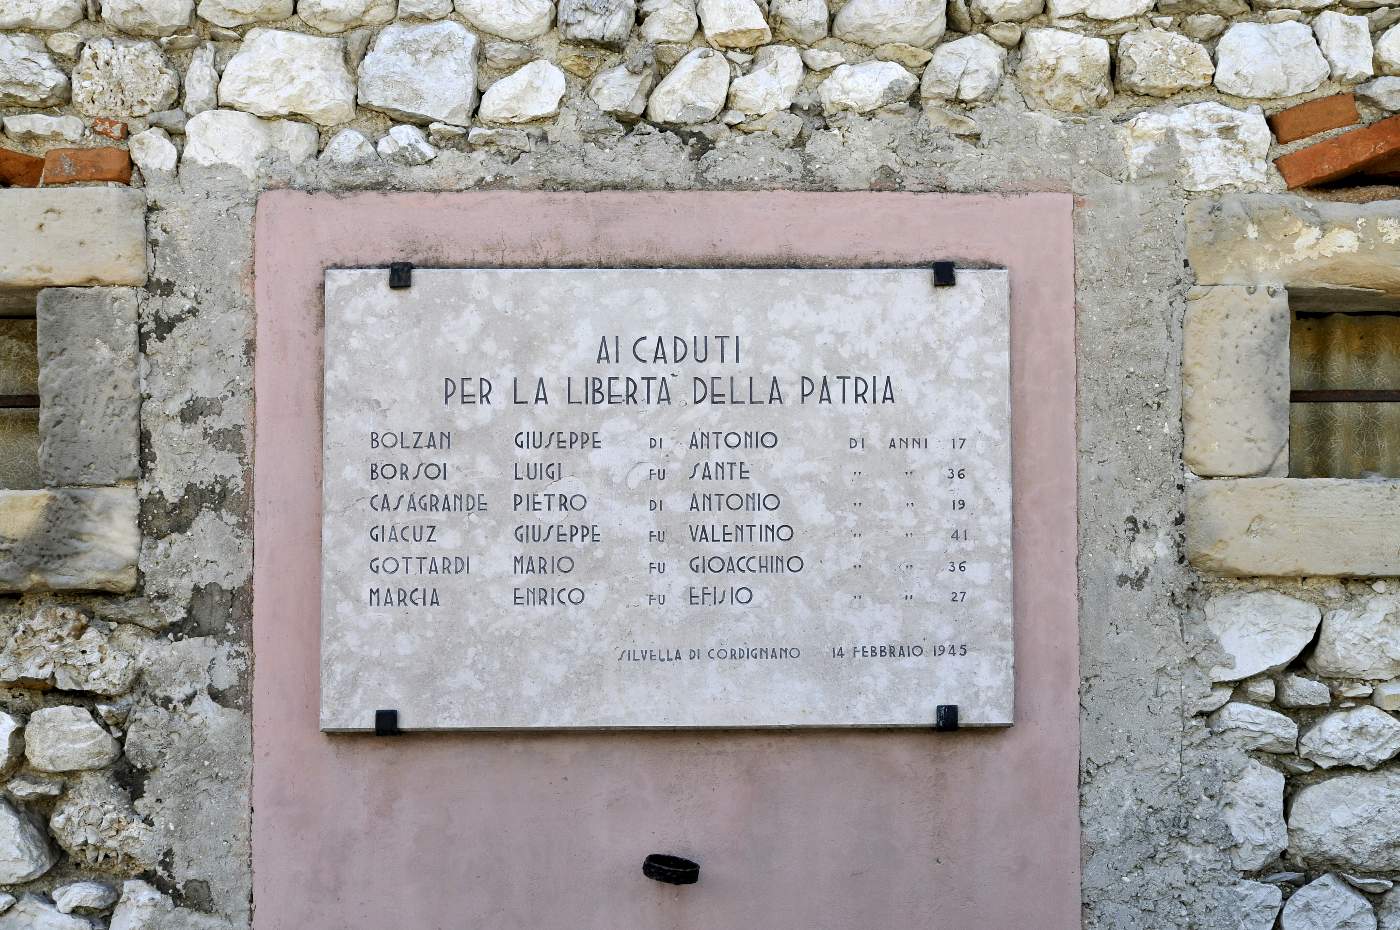 AI CADUTI
PER LA LIBERTÀ DELLA PATRIA
BOLZAN GIUSEPPE DI ANTONIO DI ANNI 17
BORSOI LUIGI FU SANTE " " 36
CASAGRANDE PIETRO DI ANTONIO " " 19
GIACUZ GIUSEPPE FU VALENTINO " " 41
GOTTARDI MARIO FU GIOACCHINO " " 36
MARCIA ENRICO FU EFISIO " " 27
SILVELLA DI CORDIGNANO 14 FEBBRAIO 1945